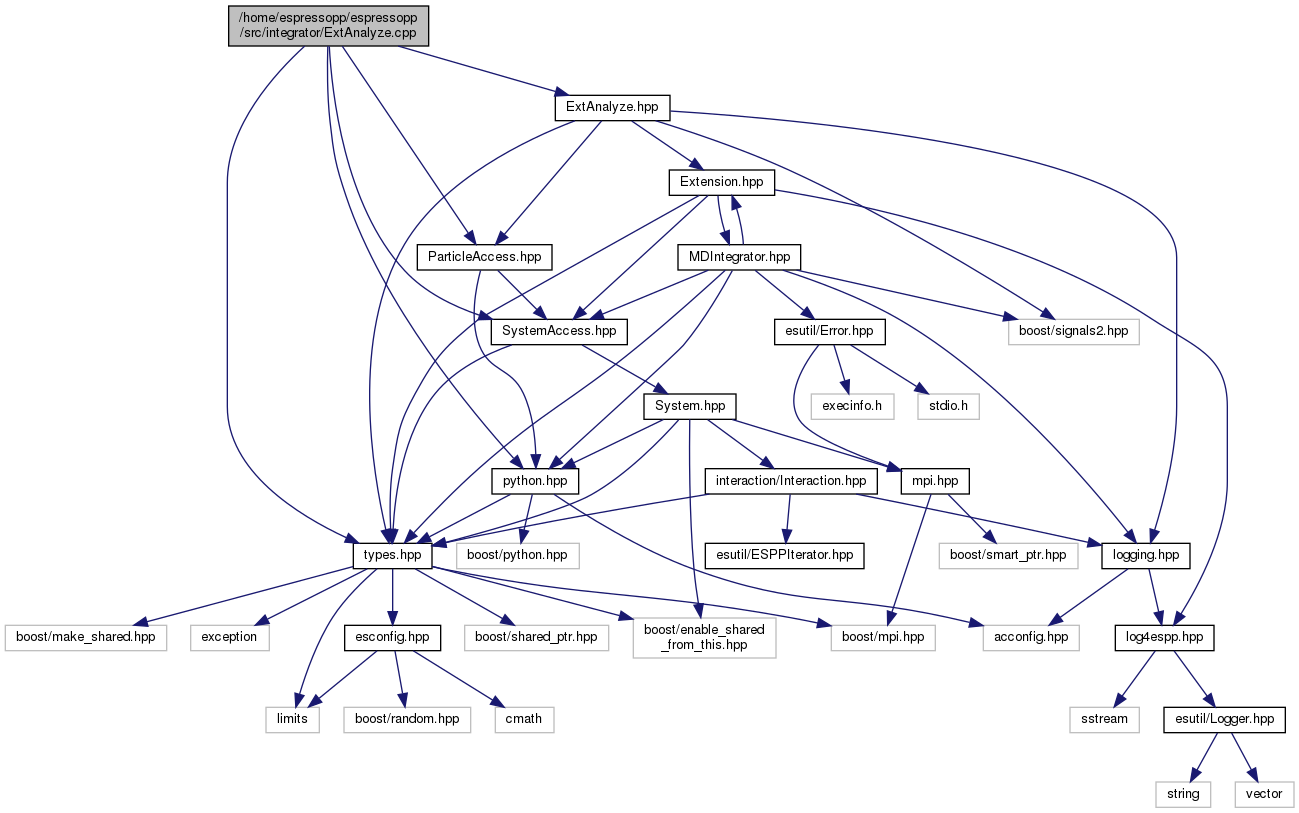 /home/espressopp/espressopp
/src/integrator/ExtAnalyze.cpp
ExtAnalyze.hpp
Extension.hpp
ParticleAccess.hpp
MDIntegrator.hpp
SystemAccess.hpp
esutil/Error.hpp
boost/signals2.hpp
System.hpp
execinfo.h
stdio.h
python.hpp
interaction/Interaction.hpp
mpi.hpp
types.hpp
boost/python.hpp
esutil/ESPPIterator.hpp
boost/smart_ptr.hpp
logging.hpp
boost/make_shared.hpp
exception
esconfig.hpp
boost/shared_ptr.hpp
boost/enable_shared
_from_this.hpp
boost/mpi.hpp
acconfig.hpp
log4espp.hpp
limits
boost/random.hpp
cmath
sstream
esutil/Logger.hpp
string
vector